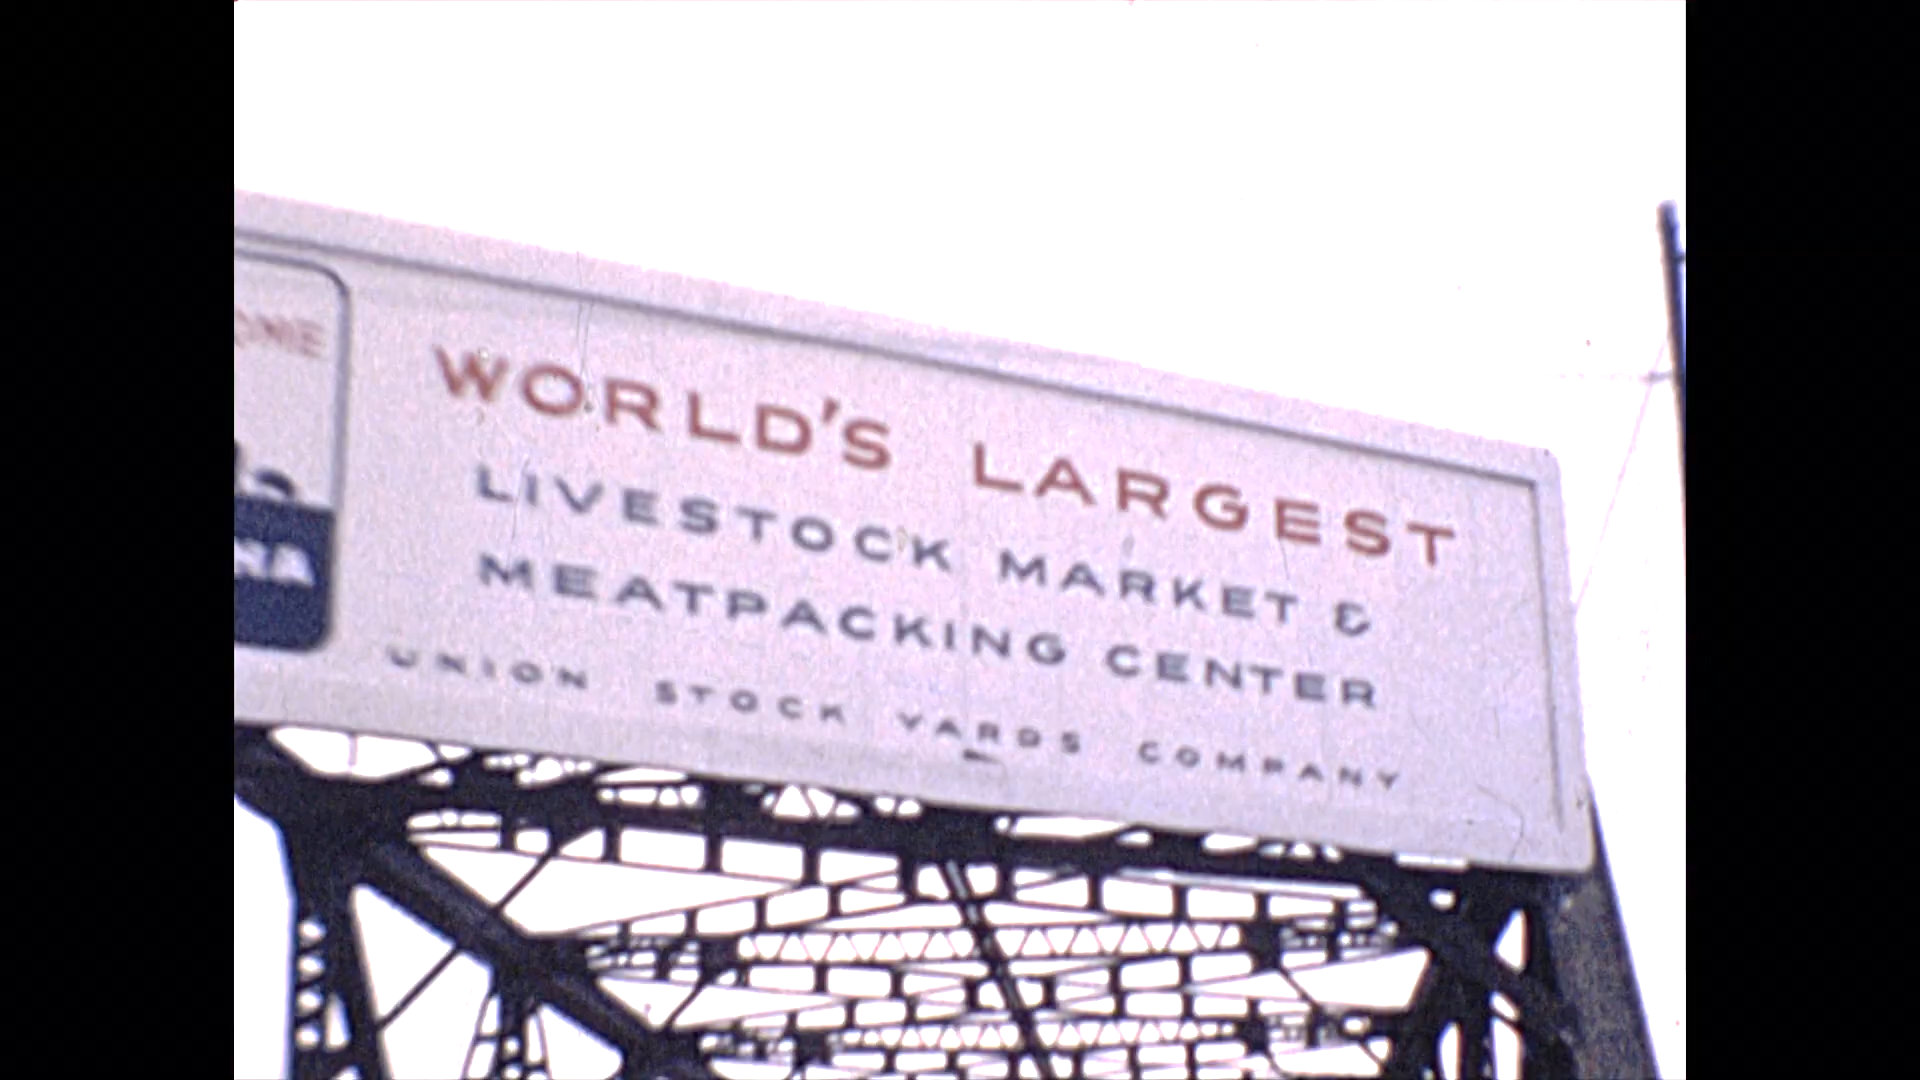 WORLD'S LARGEST
LIVESTOCK MARKET &
MEATPACKING CENTER
UNION STOCK YARDS COMPANY